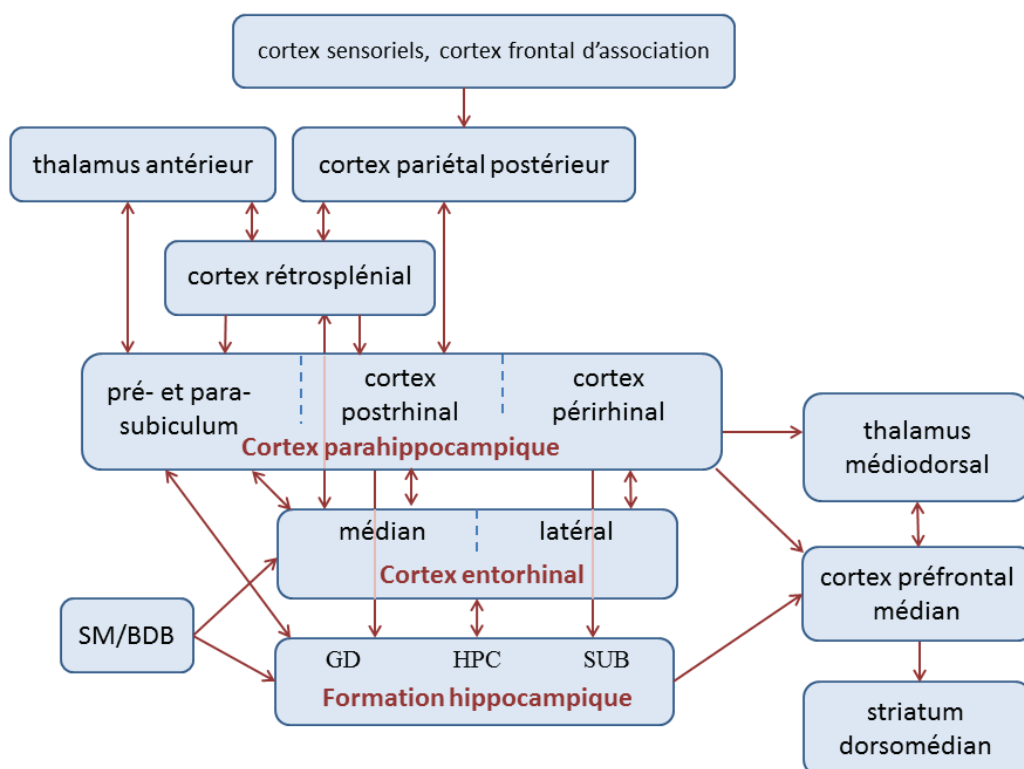 cortex sensoriels, cortex frontal d'association
thalamus antérieur
cortex pariétal postérieur
cortex rétrosplénial
pré- et para-
subiculum
cortex
postrhinal
cortex
périrhinal
Cortex parahippocampique
thalamus
médiodorsal
médian
latéral
Cortex entorhinal
cortex préfrontal
médian
SM/BDB
GD
HPC
SUB
Formation hippocampique
striatum
dorsomédian